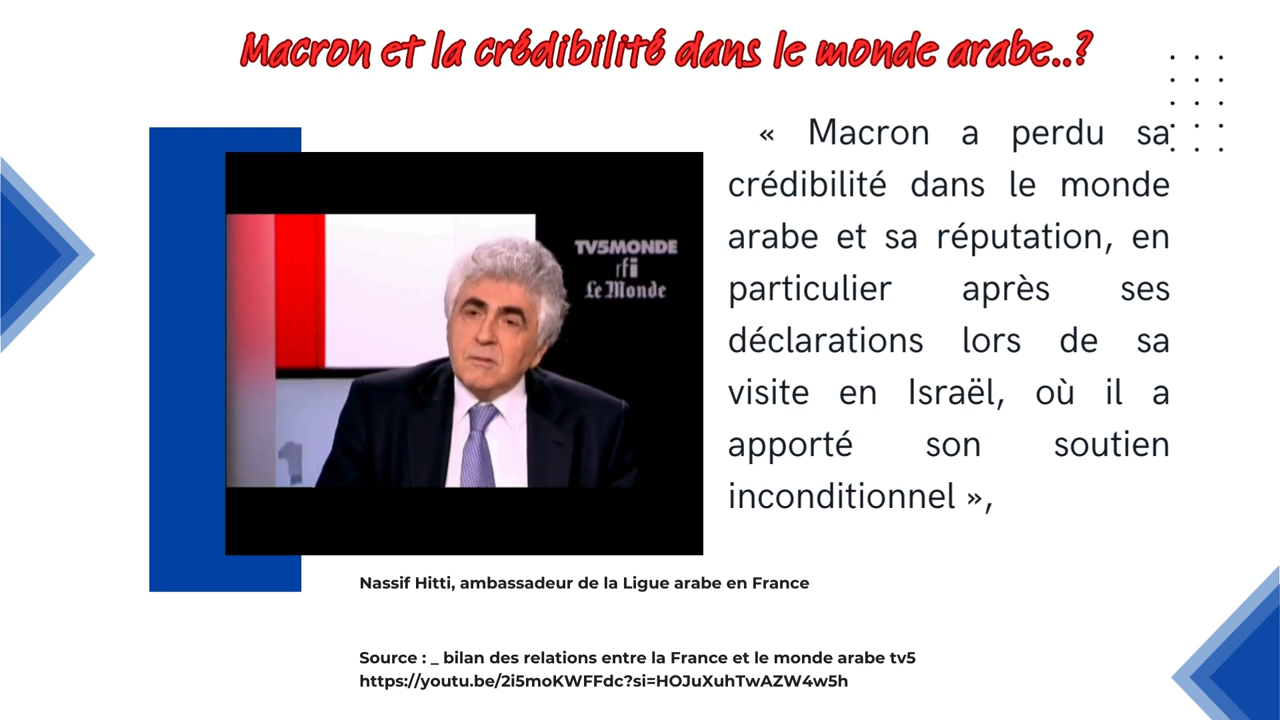 Macron et la crédibilité dans le monde arabe..?
« Macron a perdu sa
crédibilité dans le monde
arabe et sa réputation, en
particulier après ses
déclarations lors de sa
visite en Israël, où il a
apporté son soutien
inconditionnel »,
TV5MONDE
rfi
Le Monde
1
Nassif Hitti, ambassadeur de la Ligue arabe en France
Source : _ bilan des relations entre la France et le monde arabe tv5
https://youtu.be/2i5moKWFFdc?si=HOJuXuhTwAZW4w5h